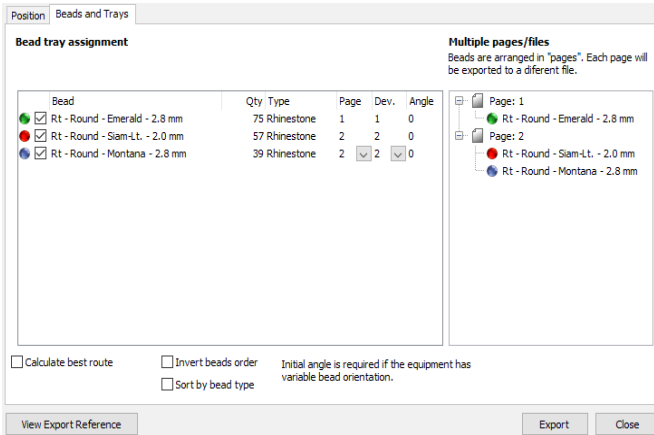 Position Beads and Trays
Bead tray assignment
Multiple pages/files
Beads are arranged in "pages". Each page will
be exported to a diferent file.
Bead Qty Type Page Dev. Angle
Rt - Round - Emerald - 2.8 mm 75 Rhinestone 1 1 0
Rt - Round - Siam-Lt. - 2.0 mm 57 Rhinestone 2 2 0
Rt - Round - Montana - 2.8 mm 39 Rhinestone 2 2 0
Page: 1
Rt - Round - Emerald - 2.8 mm
Page: 2
Rt - Round - Siam-Lt. - 2.0 mm
Rt - Round - Montana - 2.8 mm
Calculate best route
Invert beads order
Sort by bead type
Initial angle is required if the equipment has
variable bead orientation.
View Export Reference
Export
Close